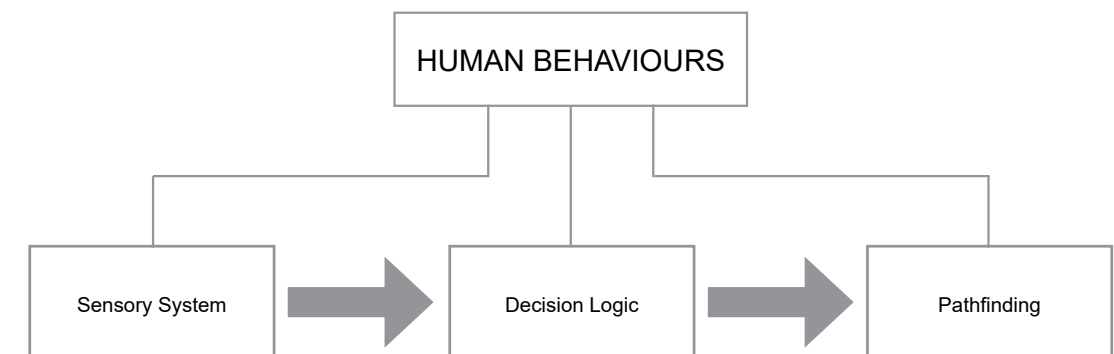 HUMAN BEHAVIOURS
Sensory System
Decision Logic
Pathfinding